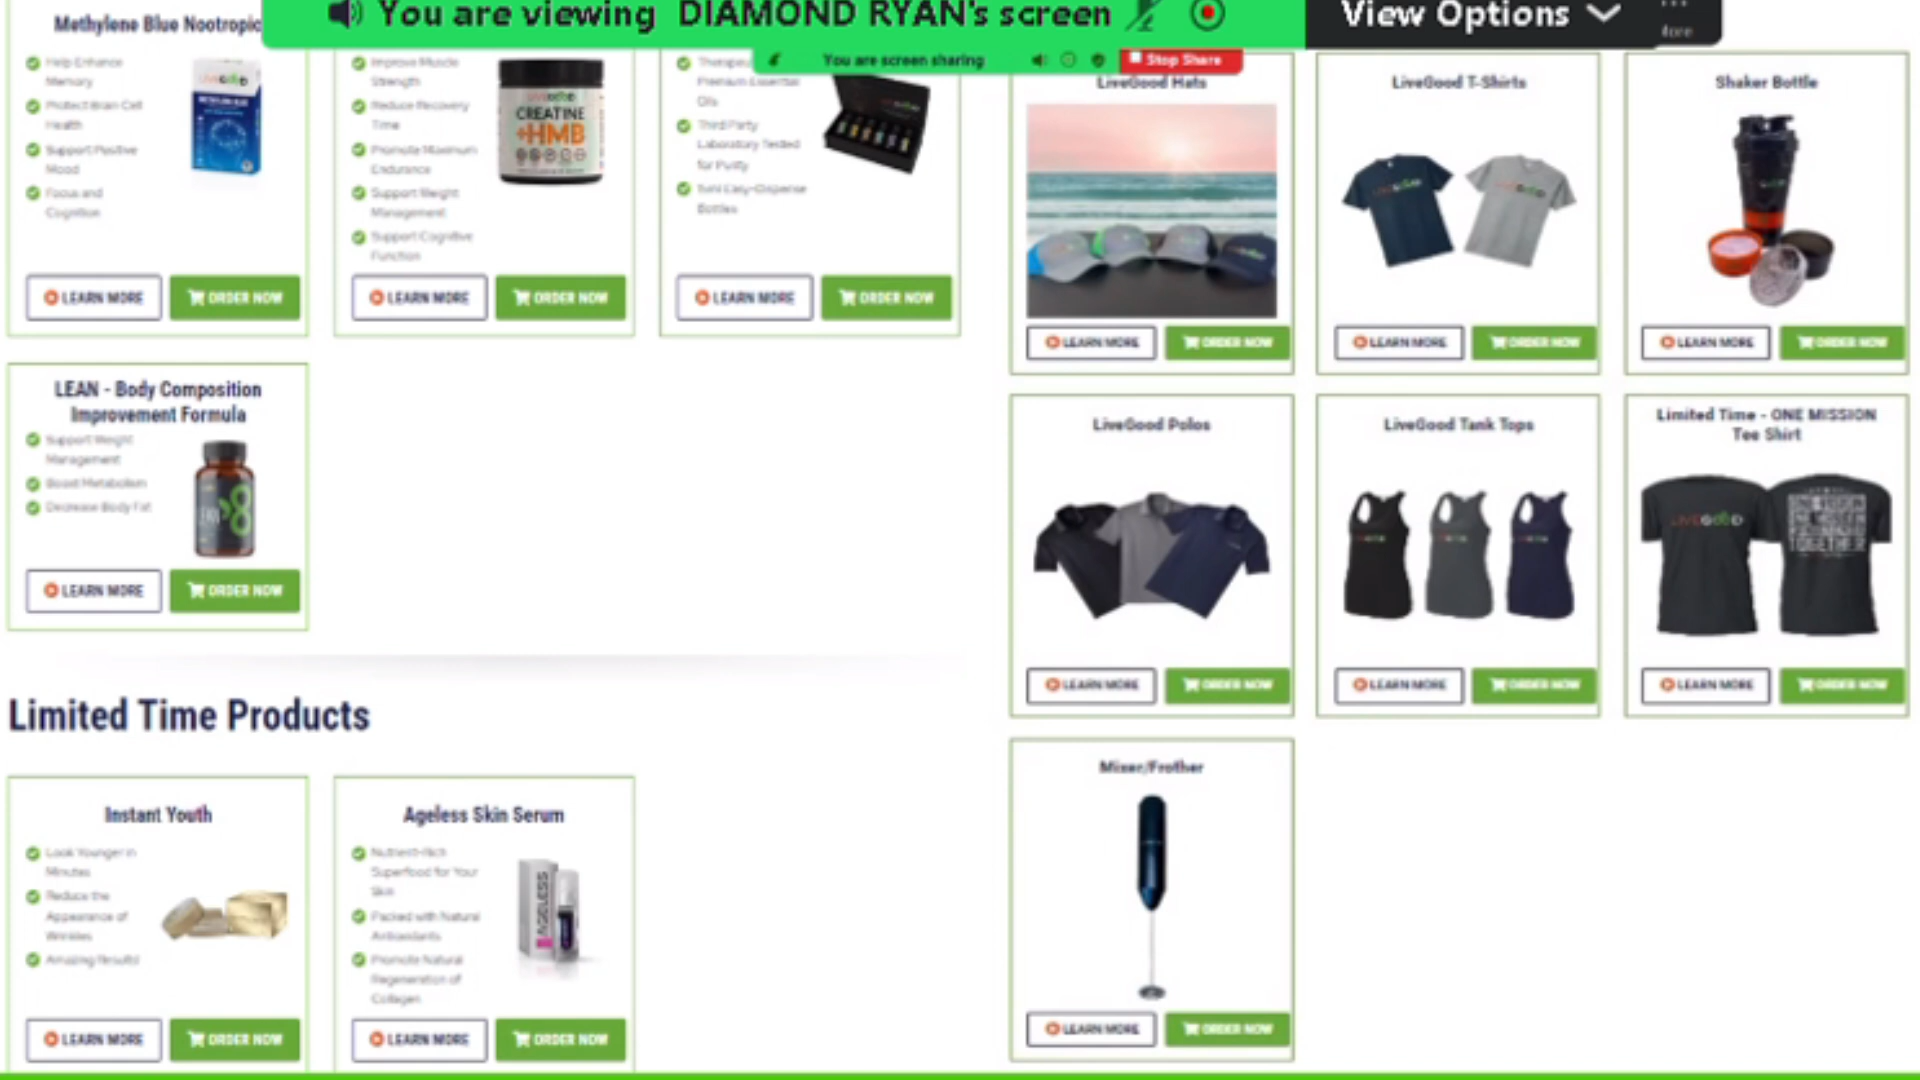 You are viewing DIAMOND RYAN's screen
View Options
You are screen sharing
Stop Share
Methylene Blue Nootropic
Help Enhance
Memory
Protect Brain Cell
Health
Support Positive
Mood
Focus and
Cognition
LEARN MORE
ORDER NOW
Improve Muscle
Strength
Reduce Recovery
Time
Promote Maximum
Endurance
Support Weight
Management
Support Cognitive
Function
CREATINE
+HMB
LEARN MORE
ORDER NOW
Premium Essential
Oils
Third Party
Laboratory Tested
for Purity
5ml Easy-Dispense
Bottles
LEARN MORE
ORDER NOW
LEAN - Body Composition
Improvement Formula
Support Weight
Management
Boost Metabolism
Decrease Body Fat
LEARN MORE
ORDER NOW
Limited Time Products
Instant Youth
Look Younger in
Minutes
Reduce the
Appearance of
Wrinkles
Amazing Results!
LEARN MORE
ORDER NOW
Ageless Skin Serum
Nutrient-Rich
Superfood for Your
Skin
Packed with Natural
Antioxidants
Promote Natural
Regeneration of
Collagen
AGELESS
LEARN MORE
ORDER NOW
LiveGood Hats
LEARN MORE
ORDER NOW
LiveGood T-Shirts
LEARN MORE
ORDER NOW
Shaker Bottle
LEARN MORE
ORDER NOW
LiveGood Polos
LEARN MORE
ORDER NOW
LiveGood Tank Tops
LEARN MORE
ORDER NOW
Limited Time - ONE MISSION
Tee Shirt
LIVEGOOD
TOGETHER
LEARN MORE
ORDER NOW
Mixer/Frother
LEARN MORE
ORDER NOW